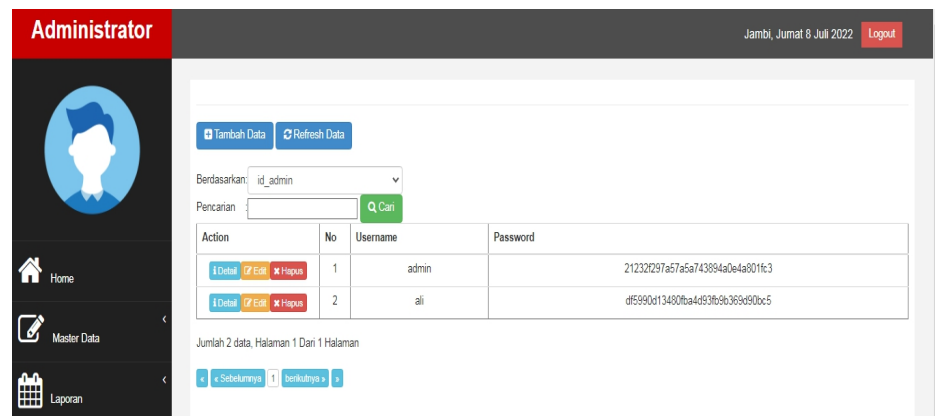 Administrator
Jambi, Jumat 8 Juli 2022 Logout
Tambah Data Refresh Data
Berdasarkan: id_admin
Pencarian : Cari
Action No Username Password
Detail Edit Hapus 1 admin 21232f297a57a5a743894a0e4a801fc3
Detail Edit Hapus 2 ali df5990d13480fba4d93fb9b369d90bc5
Jumlah 2 data, Halaman 1 Dari 1 Halaman
« « Sebelumnya 1 berikutnya » »
Home
Master Data
Laporan